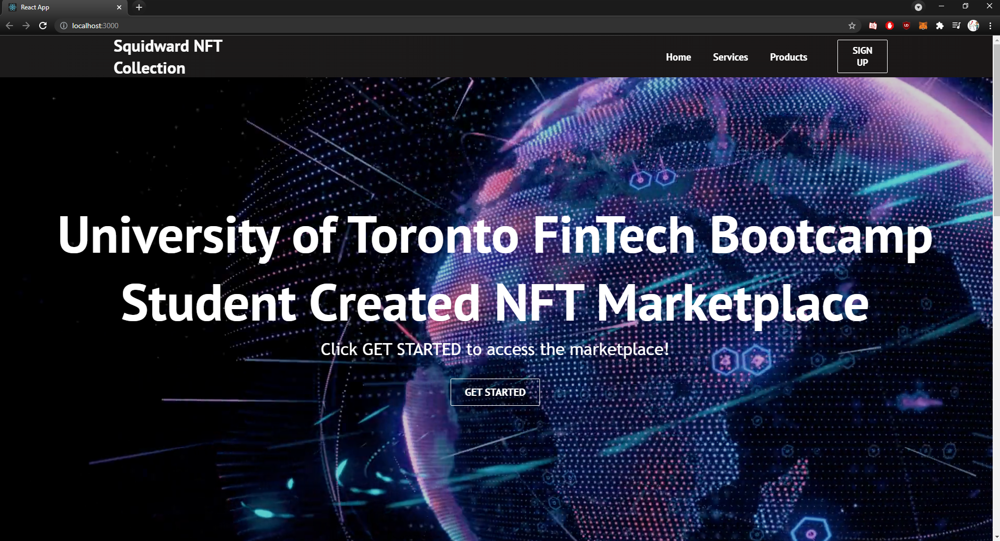 React App
localhost:3000
Squidward NFT
Collection
Home
Services
Products
SIGN
UP
University of Toronto FinTech Bootcamp
Student Created NFT Marketplace
Click GET STARTED to access the marketplace!
GET STARTED